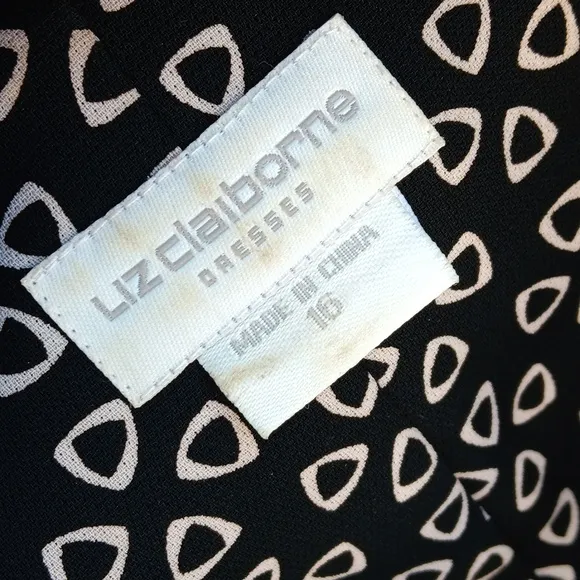 LIZ claiborne
DRESSES
MADE IN CHINA
16